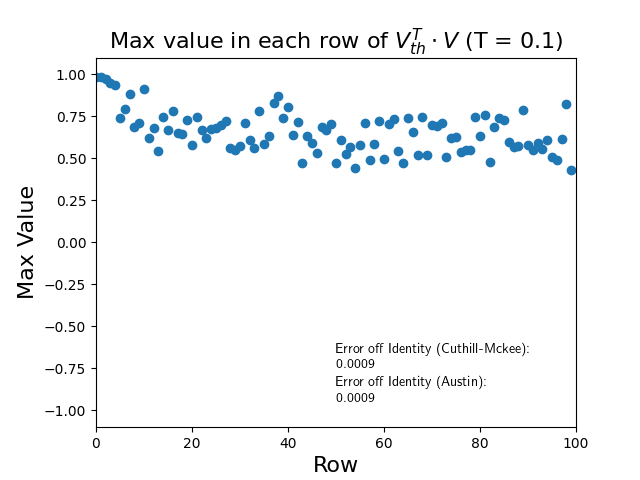 Max value in each row of $V_{th}^T \cdot V$ (T = 0.1)
1.00
0.75
0.50
0.25
0.00
−0.25
−0.50
−0.75
−1.00
Max Value
Error off Identity (Cuthill-Mckee):
0.0009
Error off Identity (Austin):
0.0009
0 20 40 60 80 100
Row